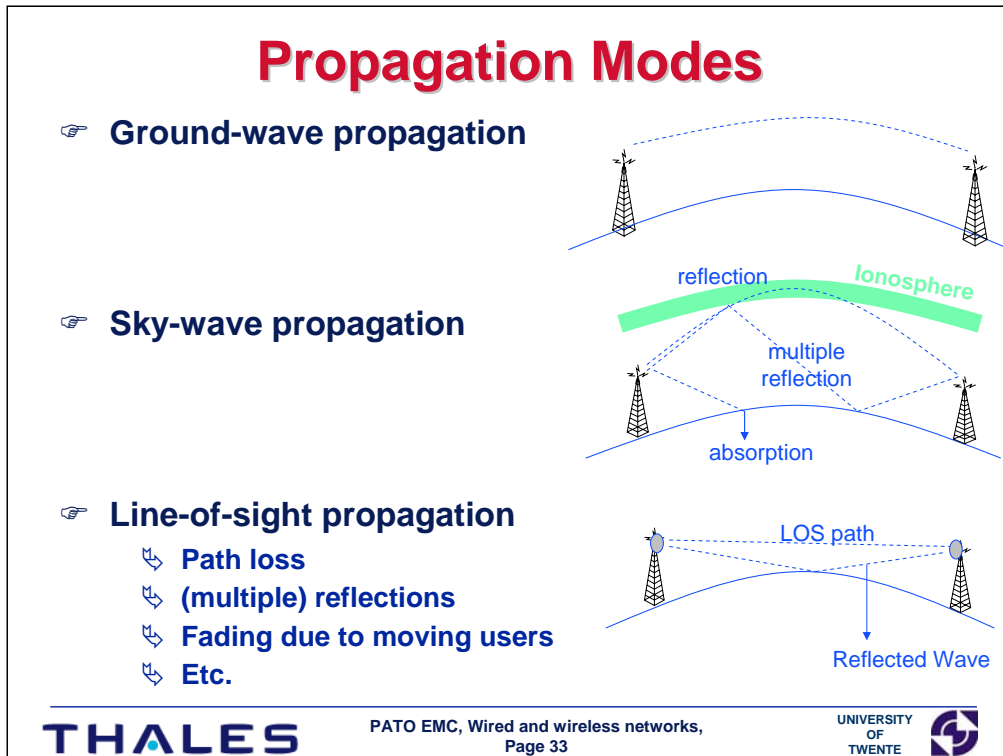 Propagation Modes
Ground-wave propagation
reflection
Ionosphere
Sky-wave propagation
multiple
reflection
absorption
Line-of-sight propagation
LOS path
Path loss
(multiple) reflections
Fading due to moving users
Etc.
Reflected Wave
THALES
PATO EMC, Wired and wireless networks,
Page 33
UNIVERSITY
OF
TWENTE